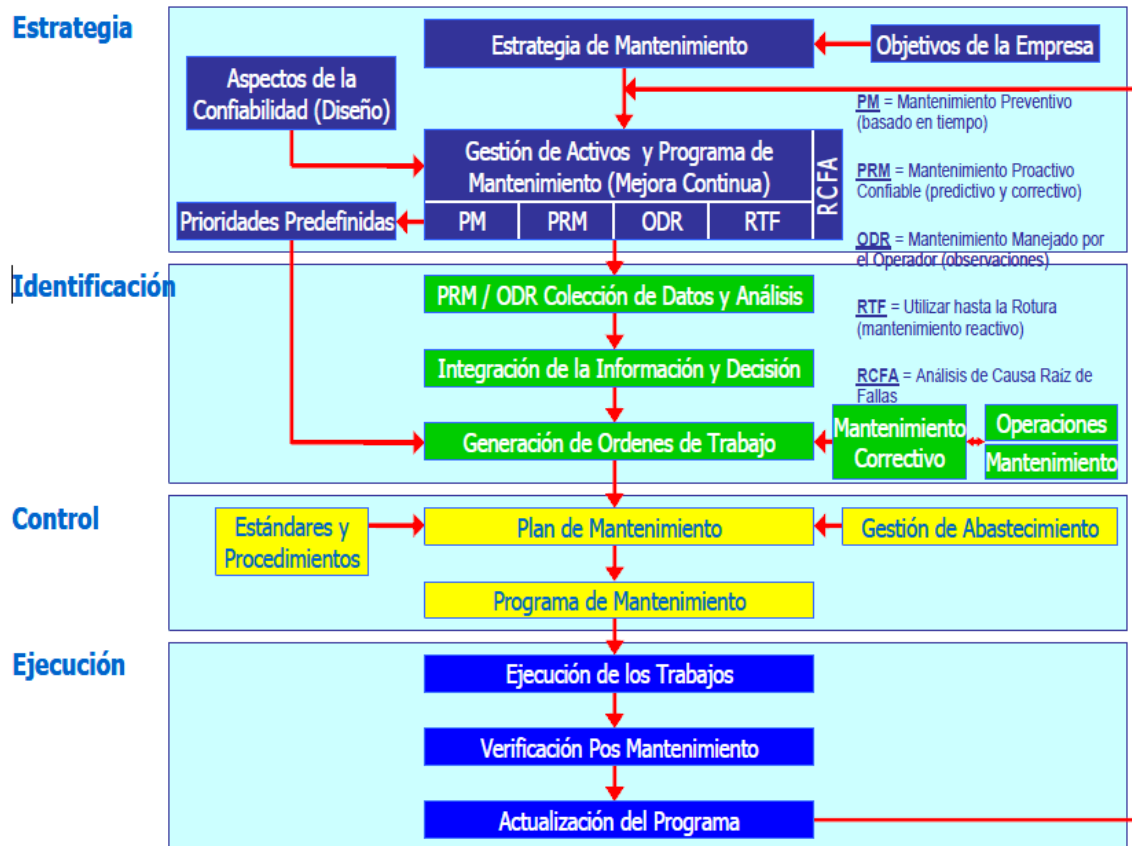 Estrategia
Estrategia de Mantenimiento
Objetivos de la Empresa
Aspectos de la
Confiabilidad (Diseño)
PM = Mantenimiento Preventivo
(basado en tiempo)
Gestión de Activos y Programa de
Mantenimiento (Mejora Continua)
RCFA
PRM = Mantenimiento Proactivo
Confiable (predictivo y correctivo)
Prioridades Predefinidas
PM
PRM
ODR
RTF
ODR = Mantenimiento Manejado por
el Operador (observaciones)
Identificación
PRM / ODR Colección de Datos y Análisis
RTF = Utilizar hasta la Rotura
(mantenimiento reactivo)
Integración de la Información y Decisión
RCFA = Análisis de Causa Raíz de
Fallas
Generación de Ordenes de Trabajo
Mantenimiento
Correctivo
Operaciones
Mantenimiento
Control
Estándares y
Procedimientos
Plan de Mantenimiento
Gestión de Abastecimiento
Programa de Mantenimiento
Ejecución
Ejecución de los Trabajos
Verificación Pos Mantenimiento
Actualización del Programa